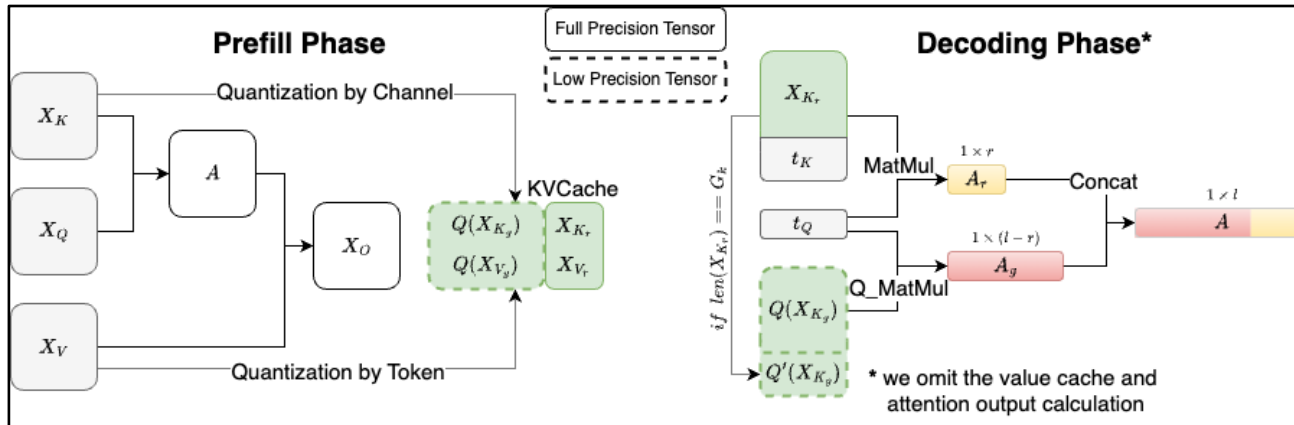 Prefill Phase
Full Precision Tensor
Low Precision Tensor
Decoding Phase*
X_K
Quantization by Channel
A
X_Q
X_O
X_V
Quantization by Token
KVCache
Q(X_{K_g}) X_{K_r}
Q(X_{V_g}) X_{V_r}
X_{K_r}
t_K
if len(X_{K_r}) == G_k
MatMul
1 × r
A_r
Concat
t_Q
1 × l
A
1 × (l − r)
A_g
Q_MatMul
Q(X_{K_g})
Q'(X_{K_g})
* we omit the value cache and
attention output calculation